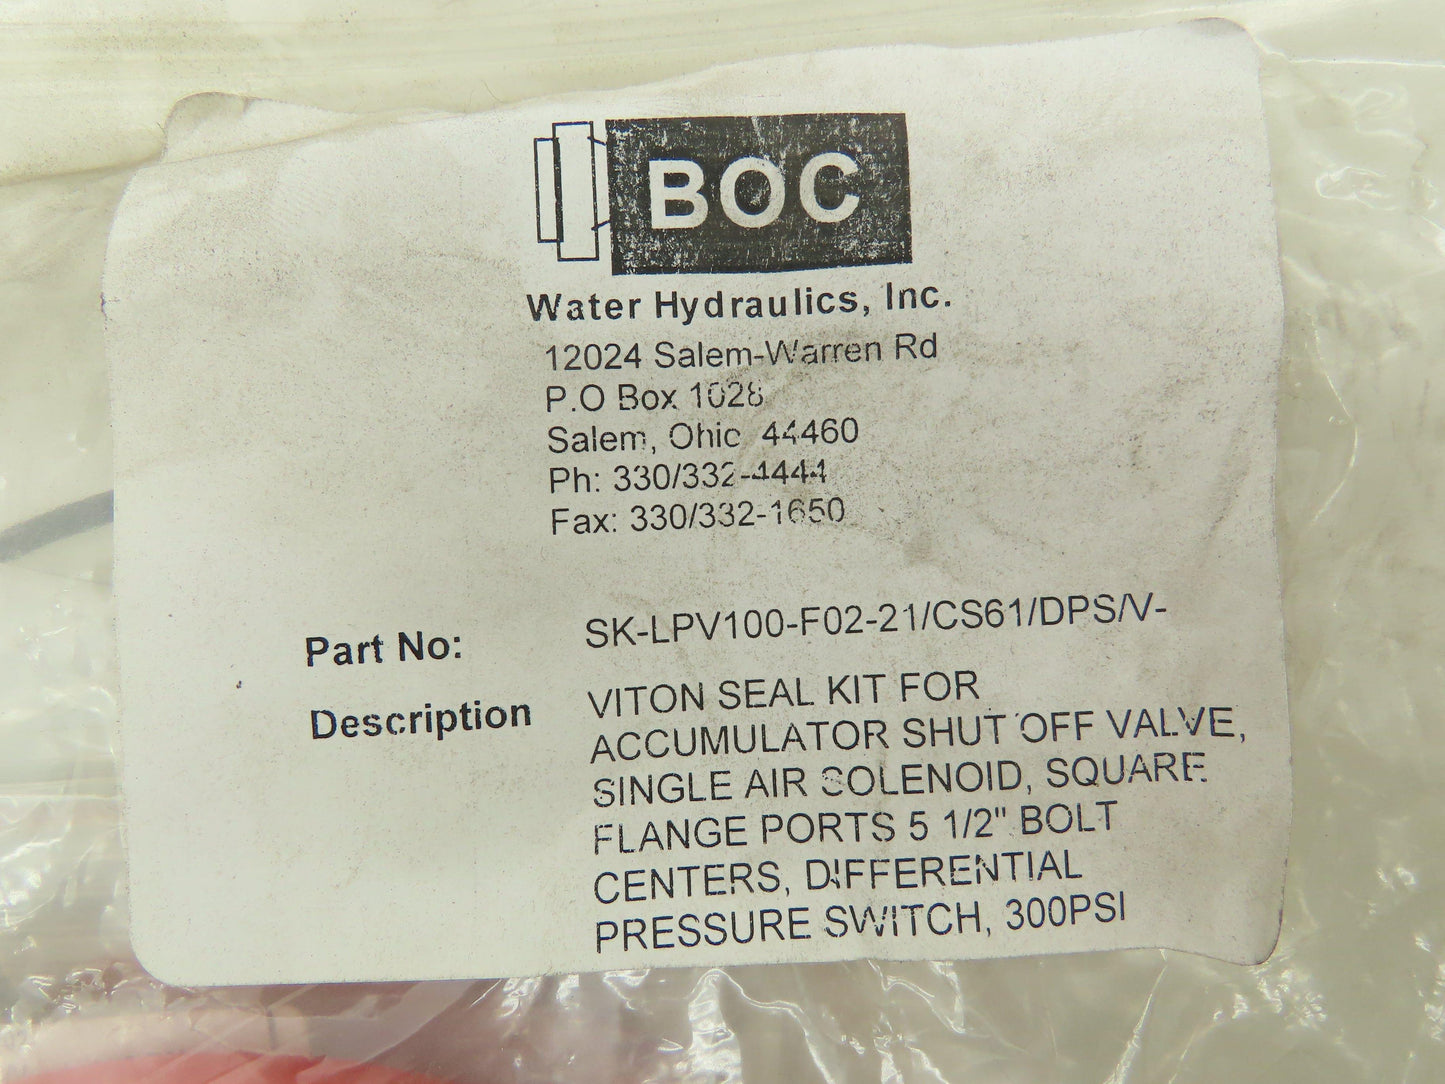 BOC
Water Hydraulics, Inc.
12024 Salem-Warren Rd
P.O Box 1028
Salem, Ohio 44460
Ph: 330/332-4444
Fax: 330/332-1650
Part No: SK-LPV100-F02-21/CS61/DPS/V-
Description VITON SEAL KIT FOR
ACCUMULATOR SHUT OFF VALVE,
SINGLE AIR SOLENOID, SQUARE
FLANGE PORTS 5 1/2" BOLT
CENTERS, DIFFERENTIAL
PRESSURE SWITCH, 300PSI